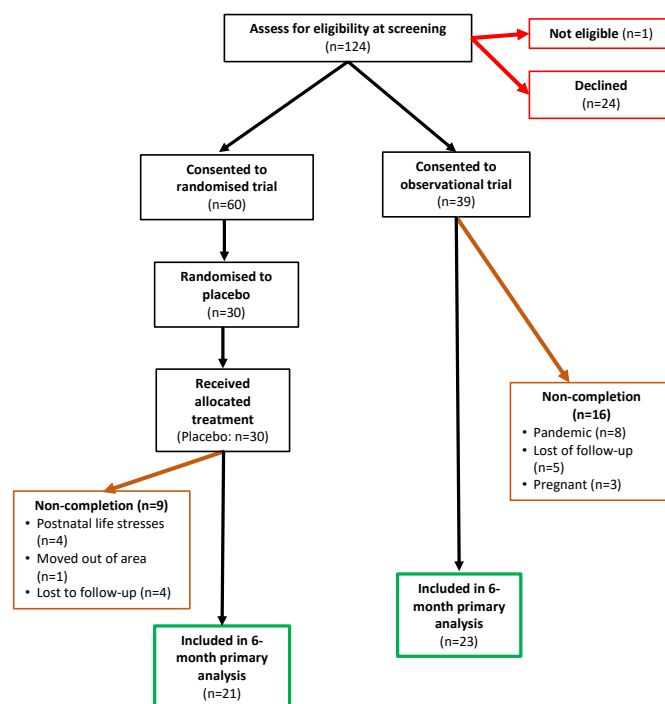 Assess for eligibility at screening
(n=124)
Not eligible (n=1)
Declined
(n=24)
Consented to
randomised trial
(n=60)
Consented to
observational trial
(n=39)
Randomised to
placebo
(n=30)
Received
allocated
treatment
(Placebo: n=30)
Non-completion
(n=16)
• Pandemic (n=8)
• Lost of follow-up
(n=5)
• Pregnant (n=3)
Non-completion (n=9)
• Postnatal life stresses
(n=4)
• Moved out of area
(n=1)
• Lost to follow-up (n=4)
Included in 6-
month primary
analysis
(n=23)
Included in 6-
month primary
analysis
(n=21)